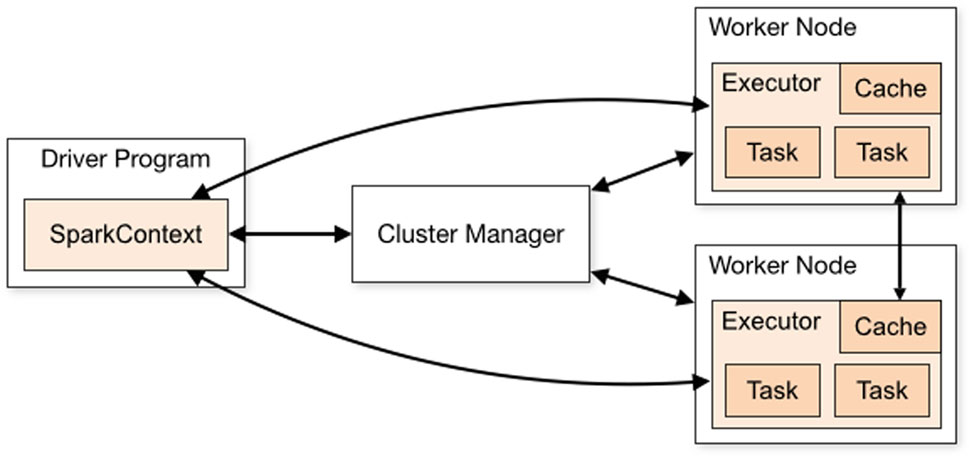 Driver Program
SparkContext
Cluster Manager
Worker Node
Executor
Cache
Task
Task
Worker Node
Executor
Cache
Task
Task